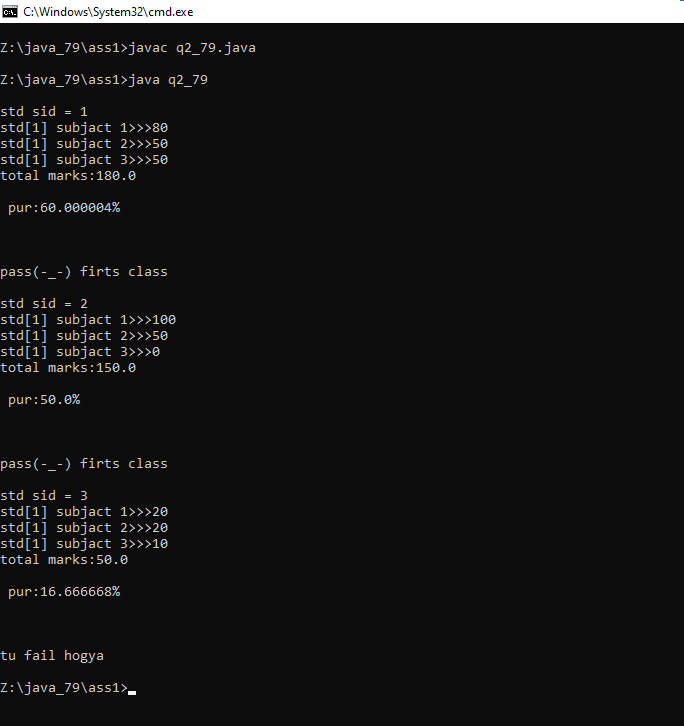 C:\Windows\System32\cmd.exe
Z:\java_79\ass1>javac q2_79.java
Z:\java_79\ass1>java q2_79
std sid = 1
std[1] subjact 1>>>80
std[1] subjact 2>>>50
std[1] subjact 3>>>50
total marks:180.0
pur:60.000004%
pass(-_-) firts class
std sid = 2
std[1] subjact 1>>>100
std[1] subjact 2>>>50
std[1] subjact 3>>>0
total marks:150.0
pur:50.0%
pass(-_-) firts class
std sid = 3
std[1] subjact 1>>>20
std[1] subjact 2>>>20
std[1] subjact 3>>>10
total marks:50.0
pur:16.666668%
tu fail hogya
Z:\java_79\ass1>